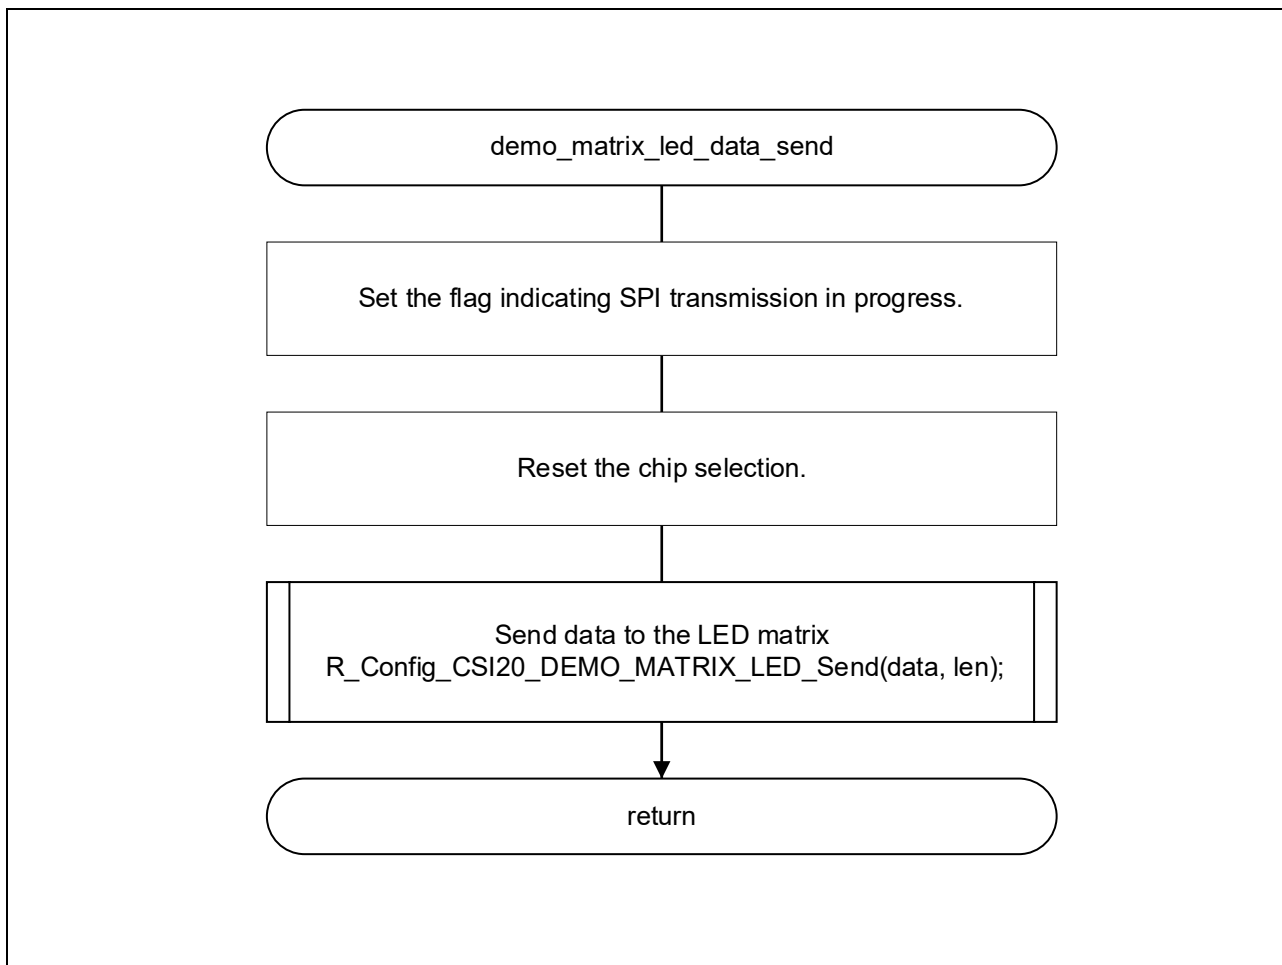 demo_matrix_led_data_send
Set the flag indicating SPI transmission in progress.
Reset the chip selection.
Send data to the LED matrix
R_Config_CSI20_DEMO_MATRIX_LED_Send(data, len);
return